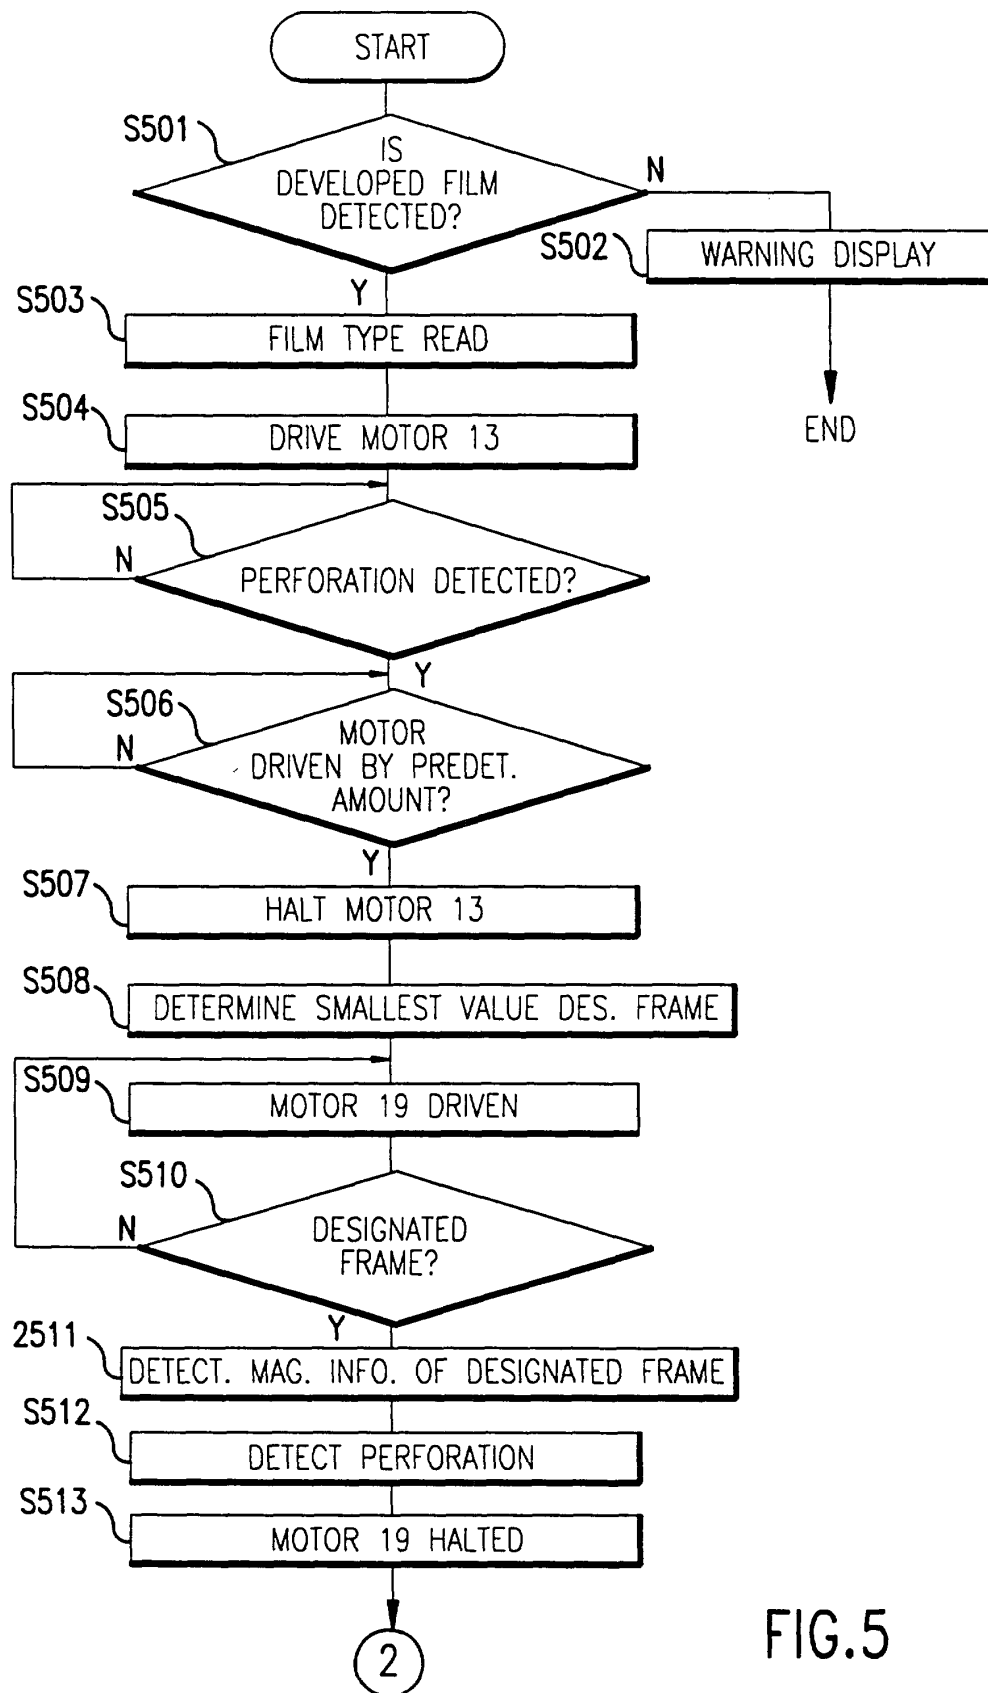 START
S501
IS
DEVELOPED FILM
DETECTED?
N
S502
WARNING DISPLAY
END
Y
S503
FILM TYPE READ
S504
DRIVE MOTOR 13
S505
N
PERFORATION DETECTED?
Y
S506
N
MOTOR
DRIVEN BY PREDET.
AMOUNT?
Y
S507
HALT MOTOR 13
S508
DETERMINE SMALLEST VALUE DES. FRAME
S509
MOTOR 19 DRIVEN
S510
N
DESIGNATED
FRAME?
Y
2511
DETECT. MAG. INFO. OF DESIGNATED FRAME
S512
DETECT PERFORATION
S513
MOTOR 19 HALTED
2
FIG.5